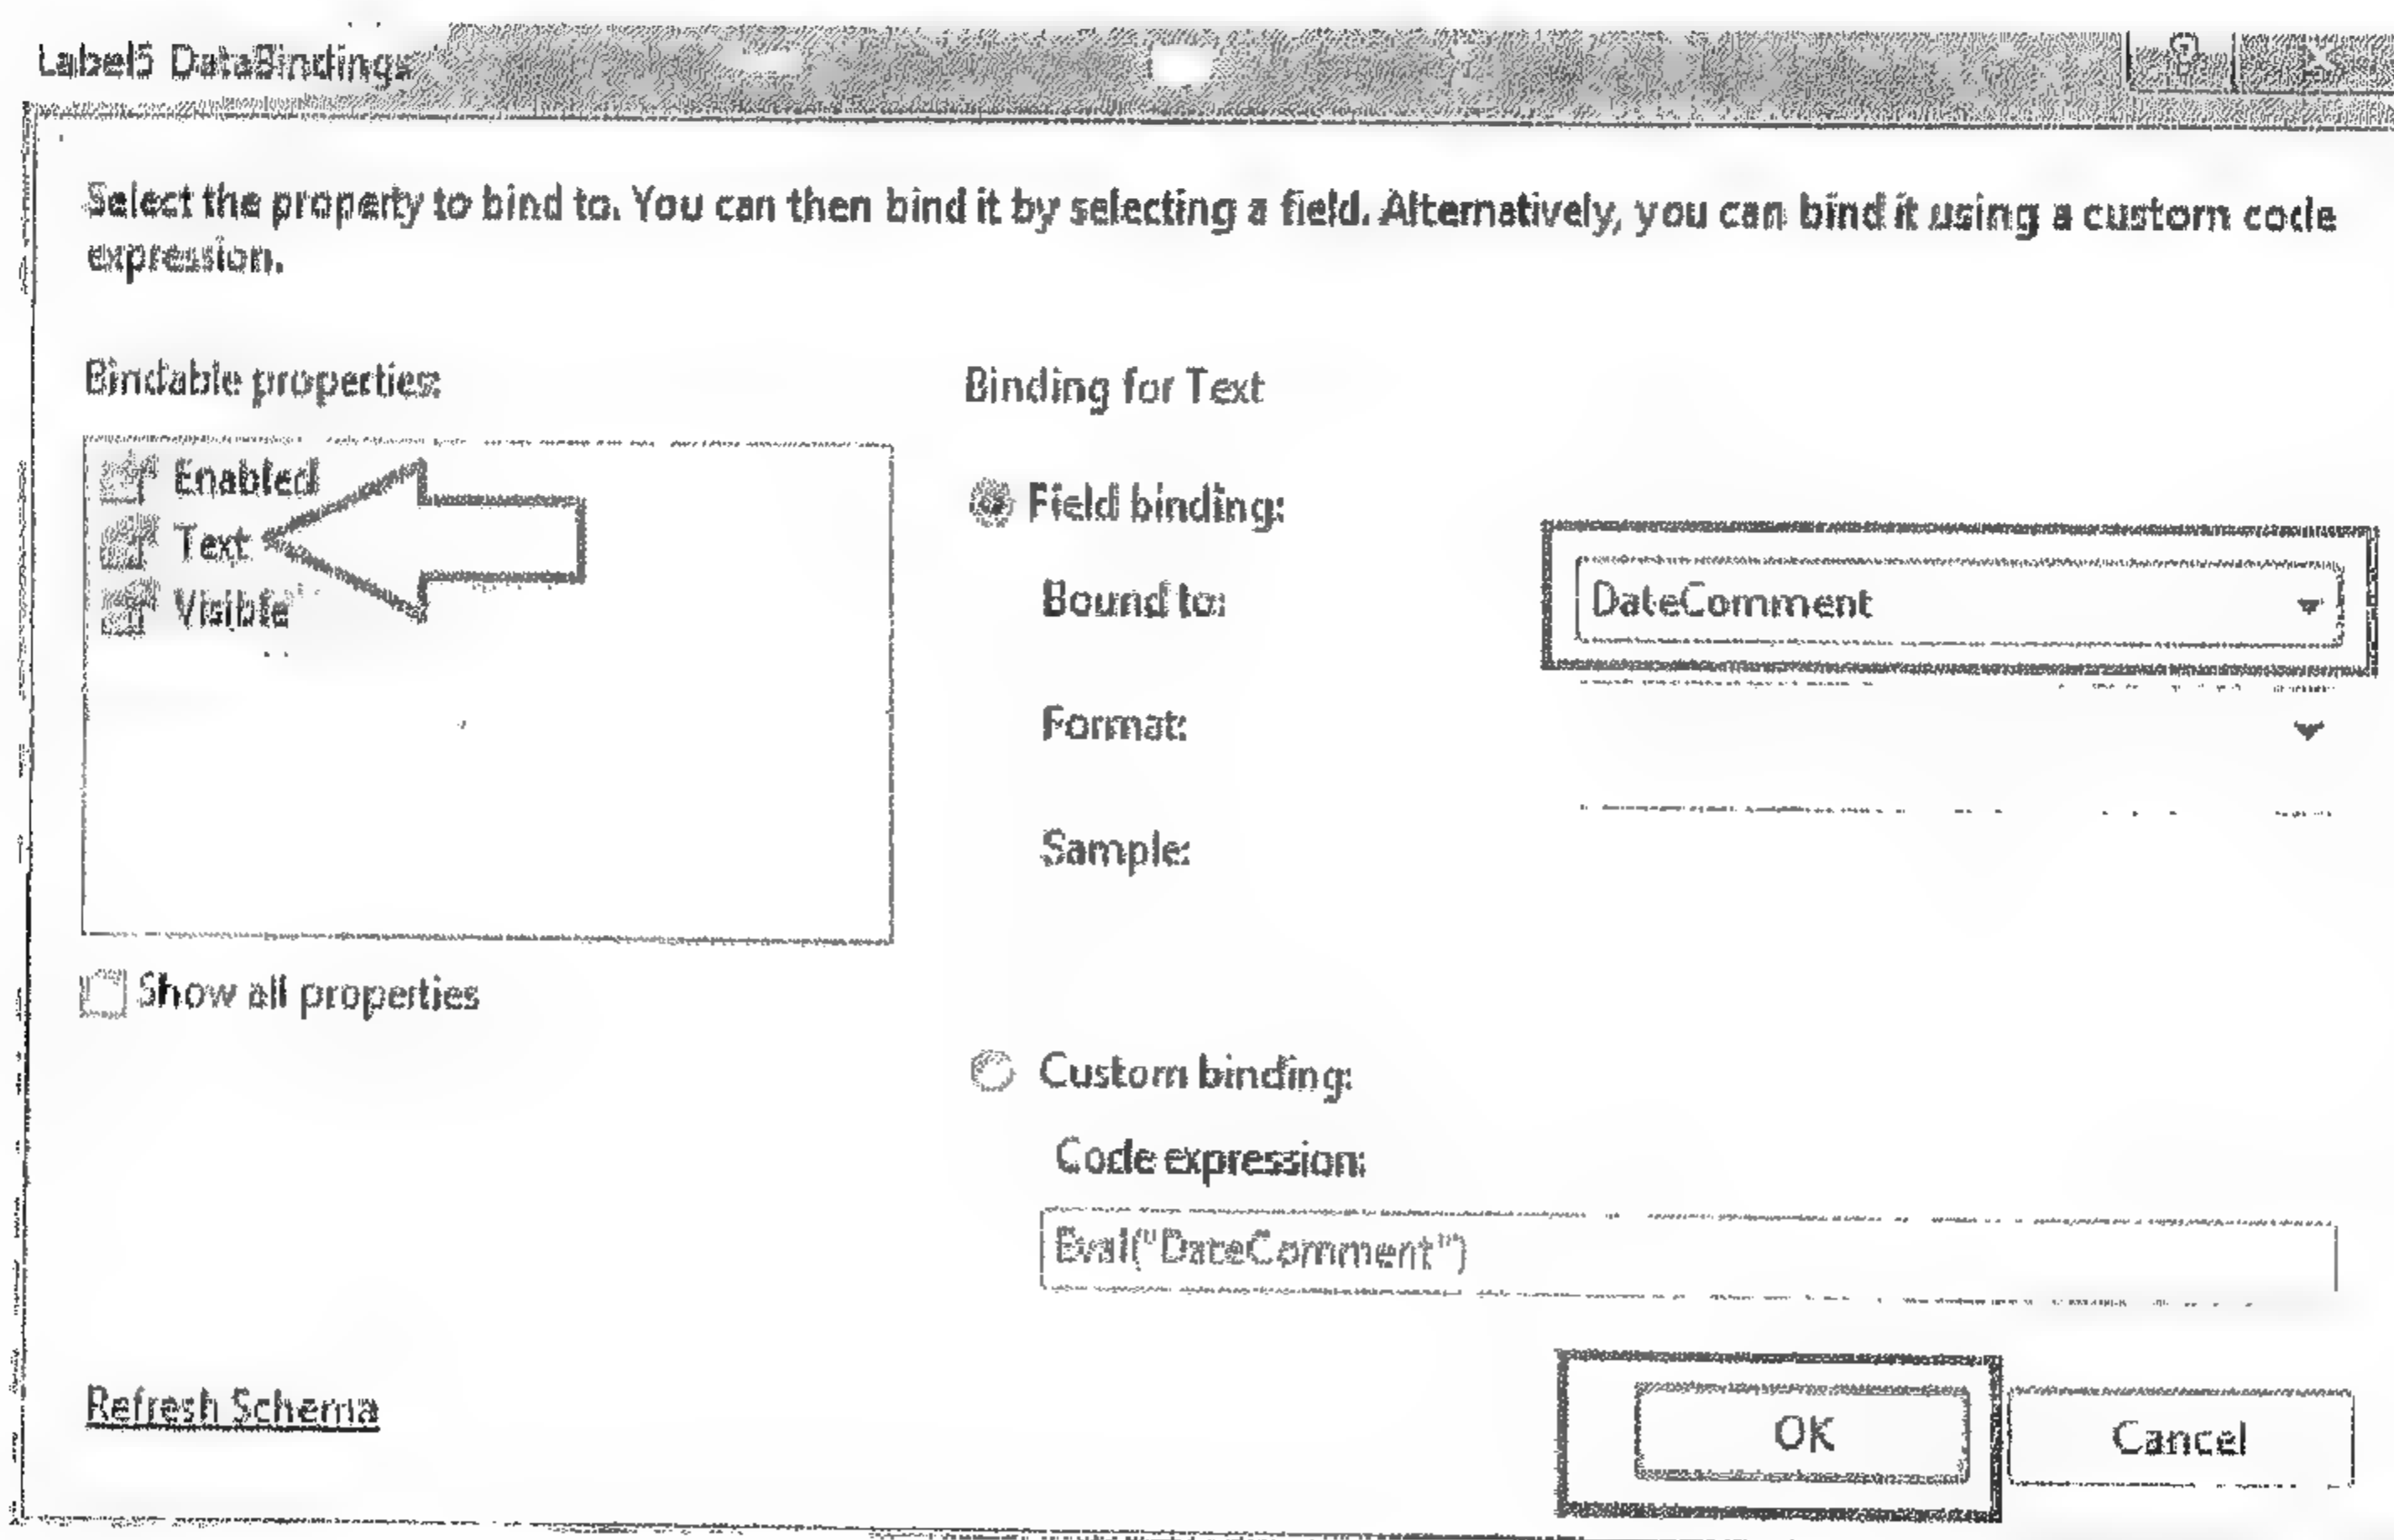 Label5 DataBindings
Select the property to bind to. You can then bind it by selecting a field. Alternatively, you can bind it using a custom code
expression.
Bindable properties:
Binding for Text
Enabled
Text
Visible
Field binding:
Bound to:
DateComment
Format:
Sample:
Show all properties
Custom binding:
Code expression:
Eval("DateComment")
Refresh Schema
OK
Cancel